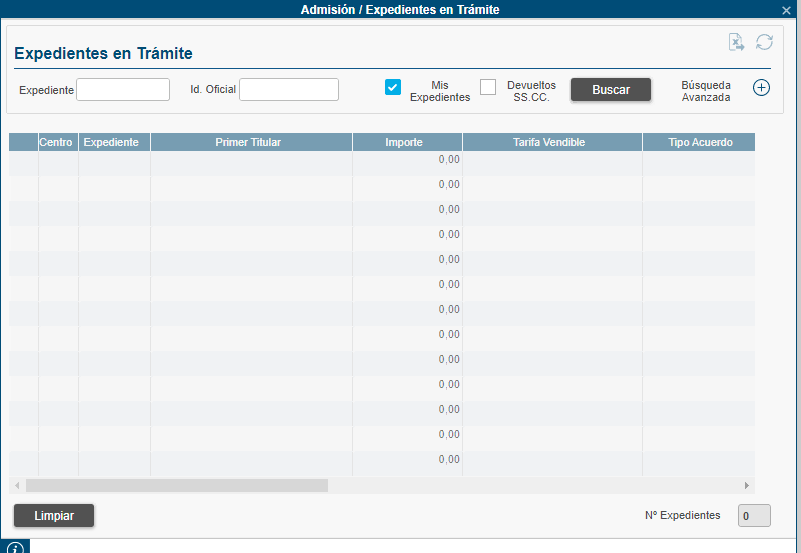 Admisión / Expedientes en Trámite
Expedientes en Trámite
Expediente
Id. Oficial
Mis
Expedientes
Devueltos
SS.CC.
Buscar
Búsqueda
Avanzada
Centro Expediente Primer Titular Importe Tarifa Vendible Tipo Acuerdo
0,00
0,00
0,00
0,00
0,00
0,00
0,00
0,00
0,00
0,00
0,00
0,00
0,00
Limpiar
Nº Expedientes 0